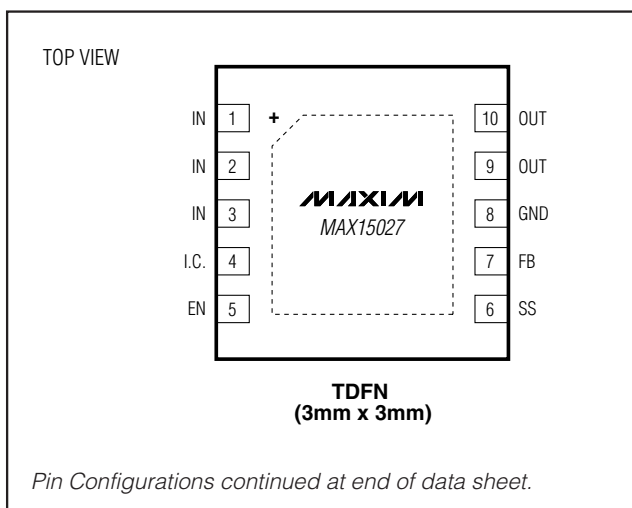 TOP VIEW
IN 1 + 10 OUT
IN 2 9 OUT
IN 3 MAXIM 8 GND
I.C. 4 MAX15027 7 FB
EN 5 6 SS
TDFN
(3mm x 3mm)
Pin Configurations continued at end of data sheet.